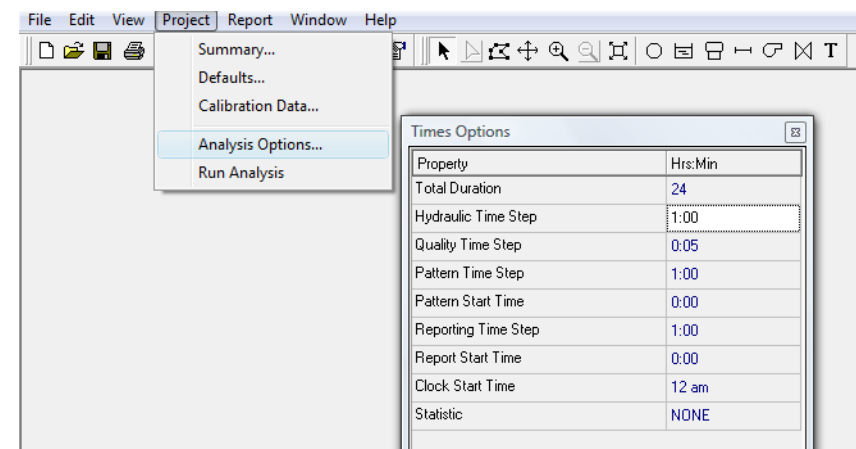 File Edit View Project Report Window Help
T
Summary...
Defaults...
Calibration Data...
Analysis Options...
Run Analysis
Times Options
Property Hrs:Min
Total Duration 24
Hydraulic Time Step 1:00
Quality Time Step 0:05
Pattern Time Step 1:00
Pattern Start Time 0:00
Reporting Time Step 1:00
Report Start Time 0:00
Clock Start Time 12 am
Statistic NONE